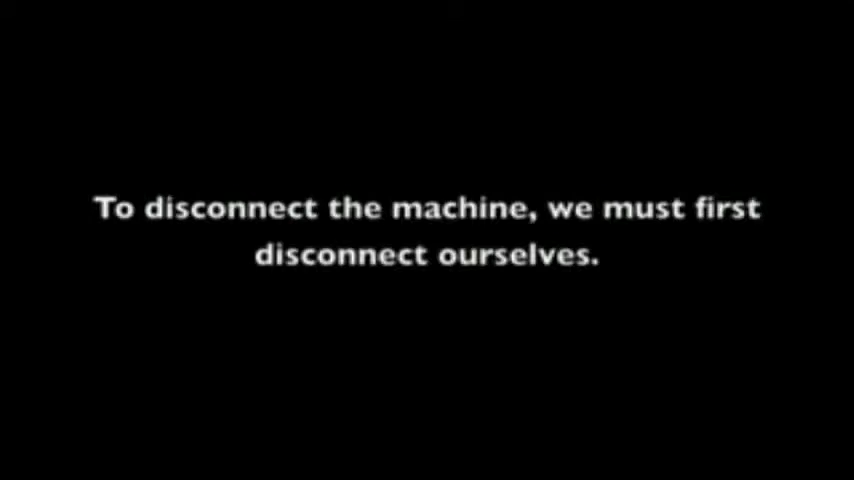 To disconnect the machine, we must first
disconnect ourselves.